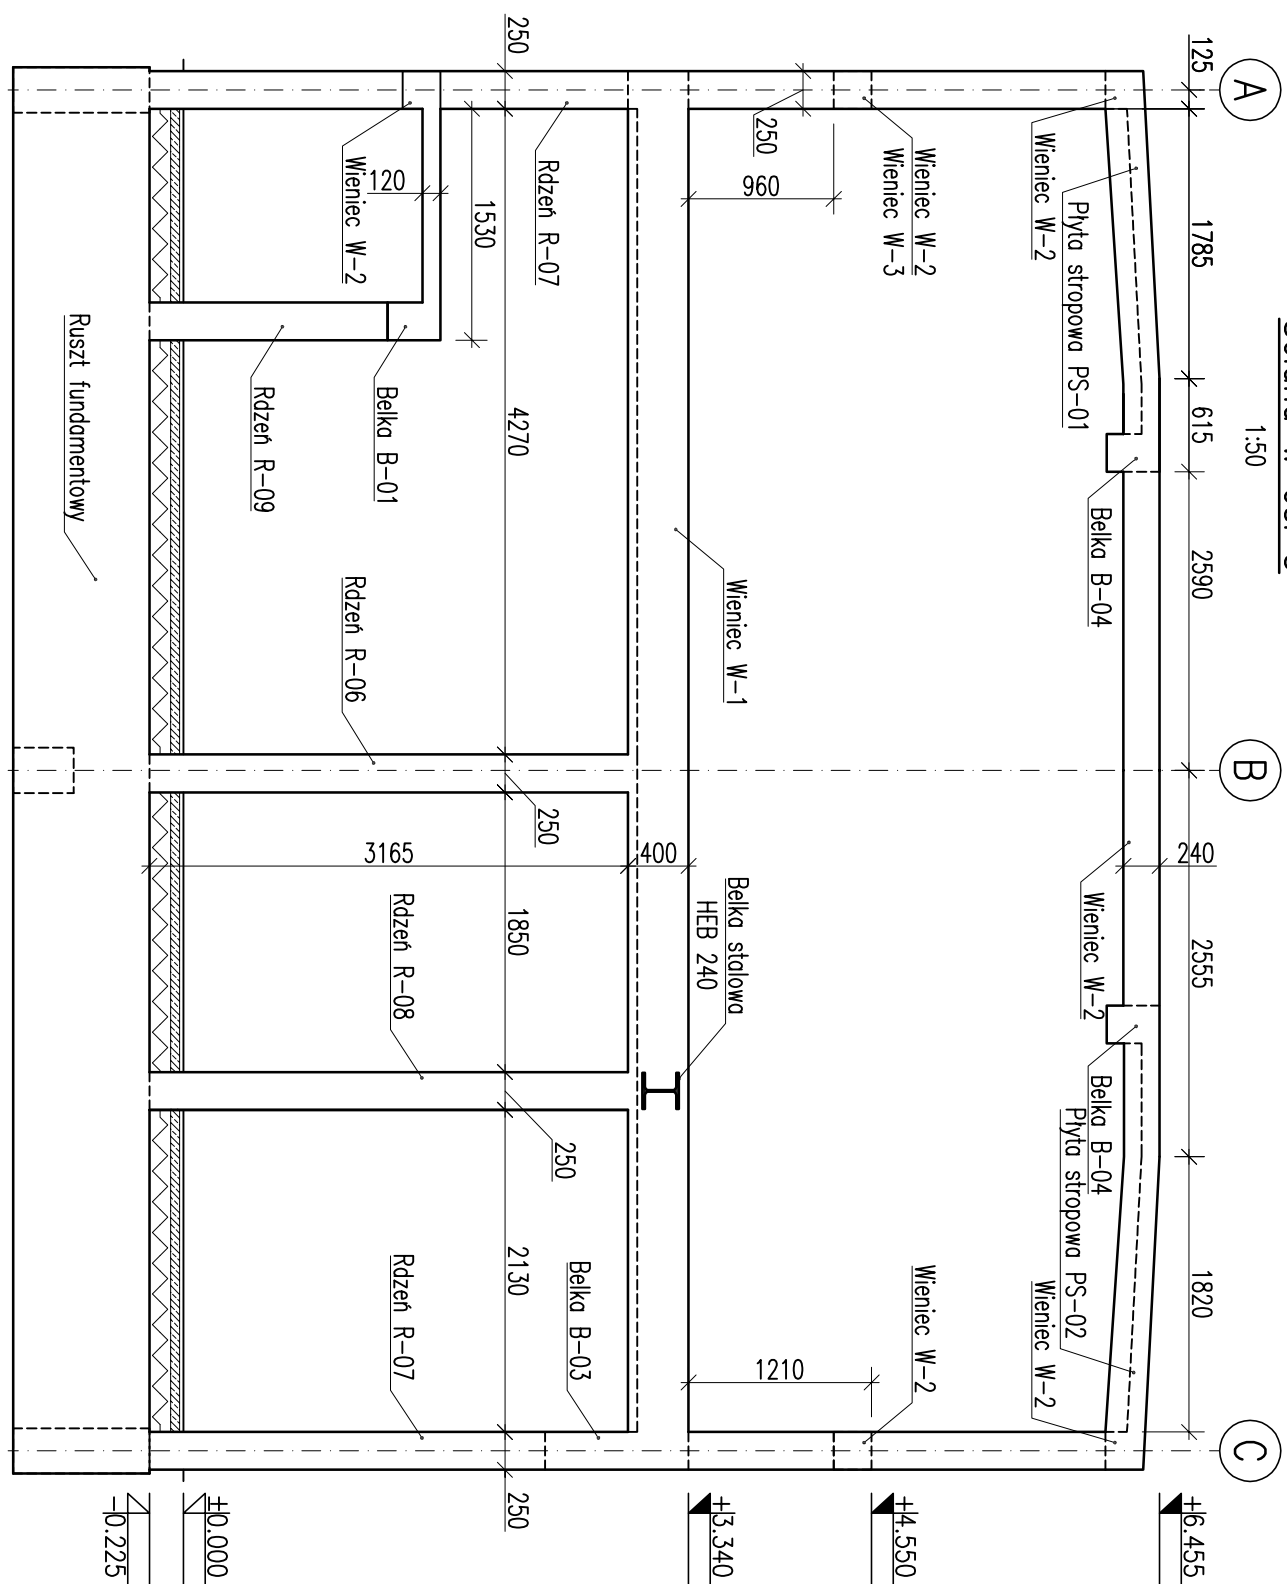 1:50
A
B
C
125
1785
615
2590
2555
1820
Płyta stropowa PS-01
Wieniec W-2
Belka B-04
240
Wieniec W-2
Belka B-04
Płyta stropowa PS-02
Wieniec W-2
Wieniec W-2
Wieniec W-3
960
250
Wieniec W-1
Belka stalowa
HEB 240
1210
Wieniec W-2
250
Rdzeń R-07
1530
120
Wieniec W-2
4270
Belka B-01
Rdzeń R-09
Rdzeń R-06
250
3165
400
1850
Rdzeń R-08
250
2130
Belka B-03
Rdzeń R-07
250
Ruszt fundamentowy
+6.455
+4.550
+3.340
±0.000
-0.225